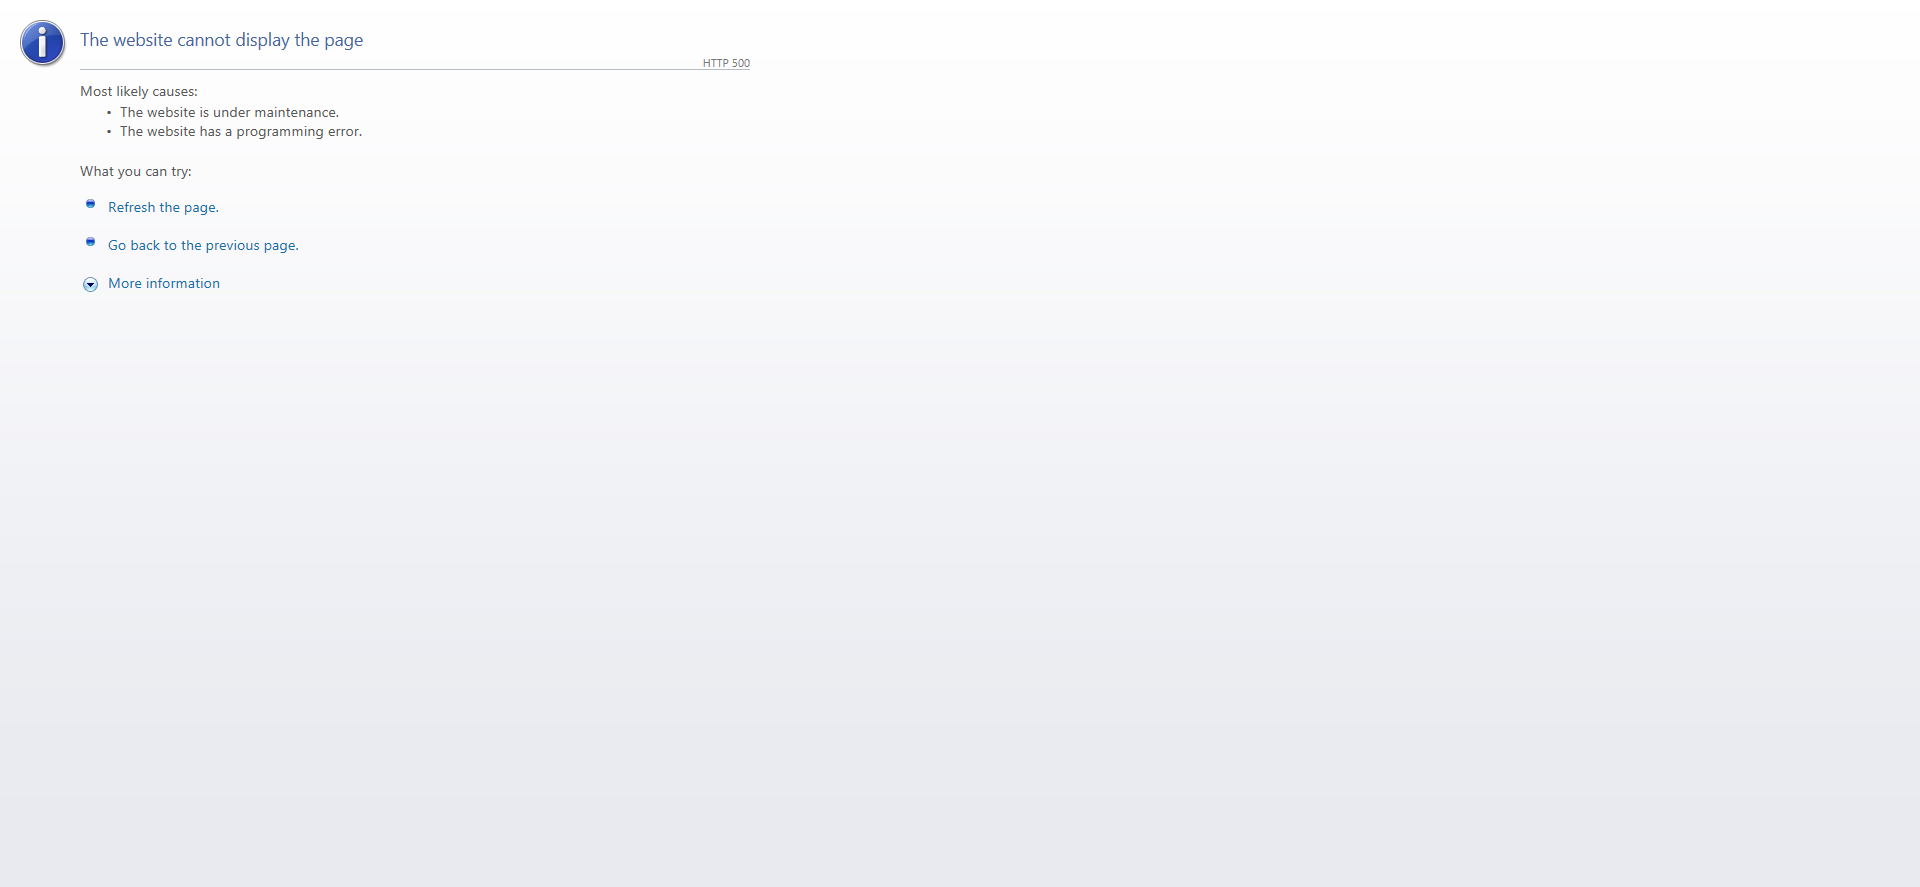 The website cannot display the page
HTTP 500
Most likely causes:
• The website is under maintenance.
• The website has a programming error.
What you can try:
Refresh the page.
Go back to the previous page.
More information